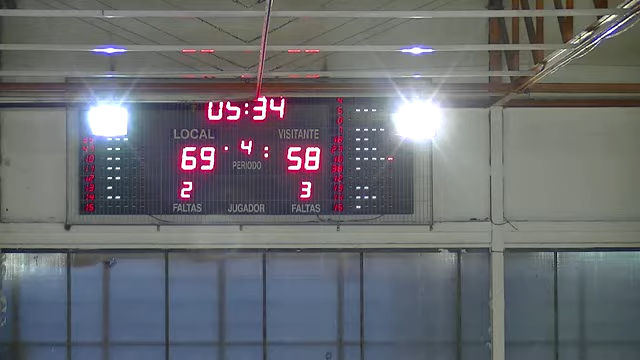 05:34
LOCAL VISITANTE
69 4 58
PERIODO
2 3
FALTAS JUGADOR FALTAS